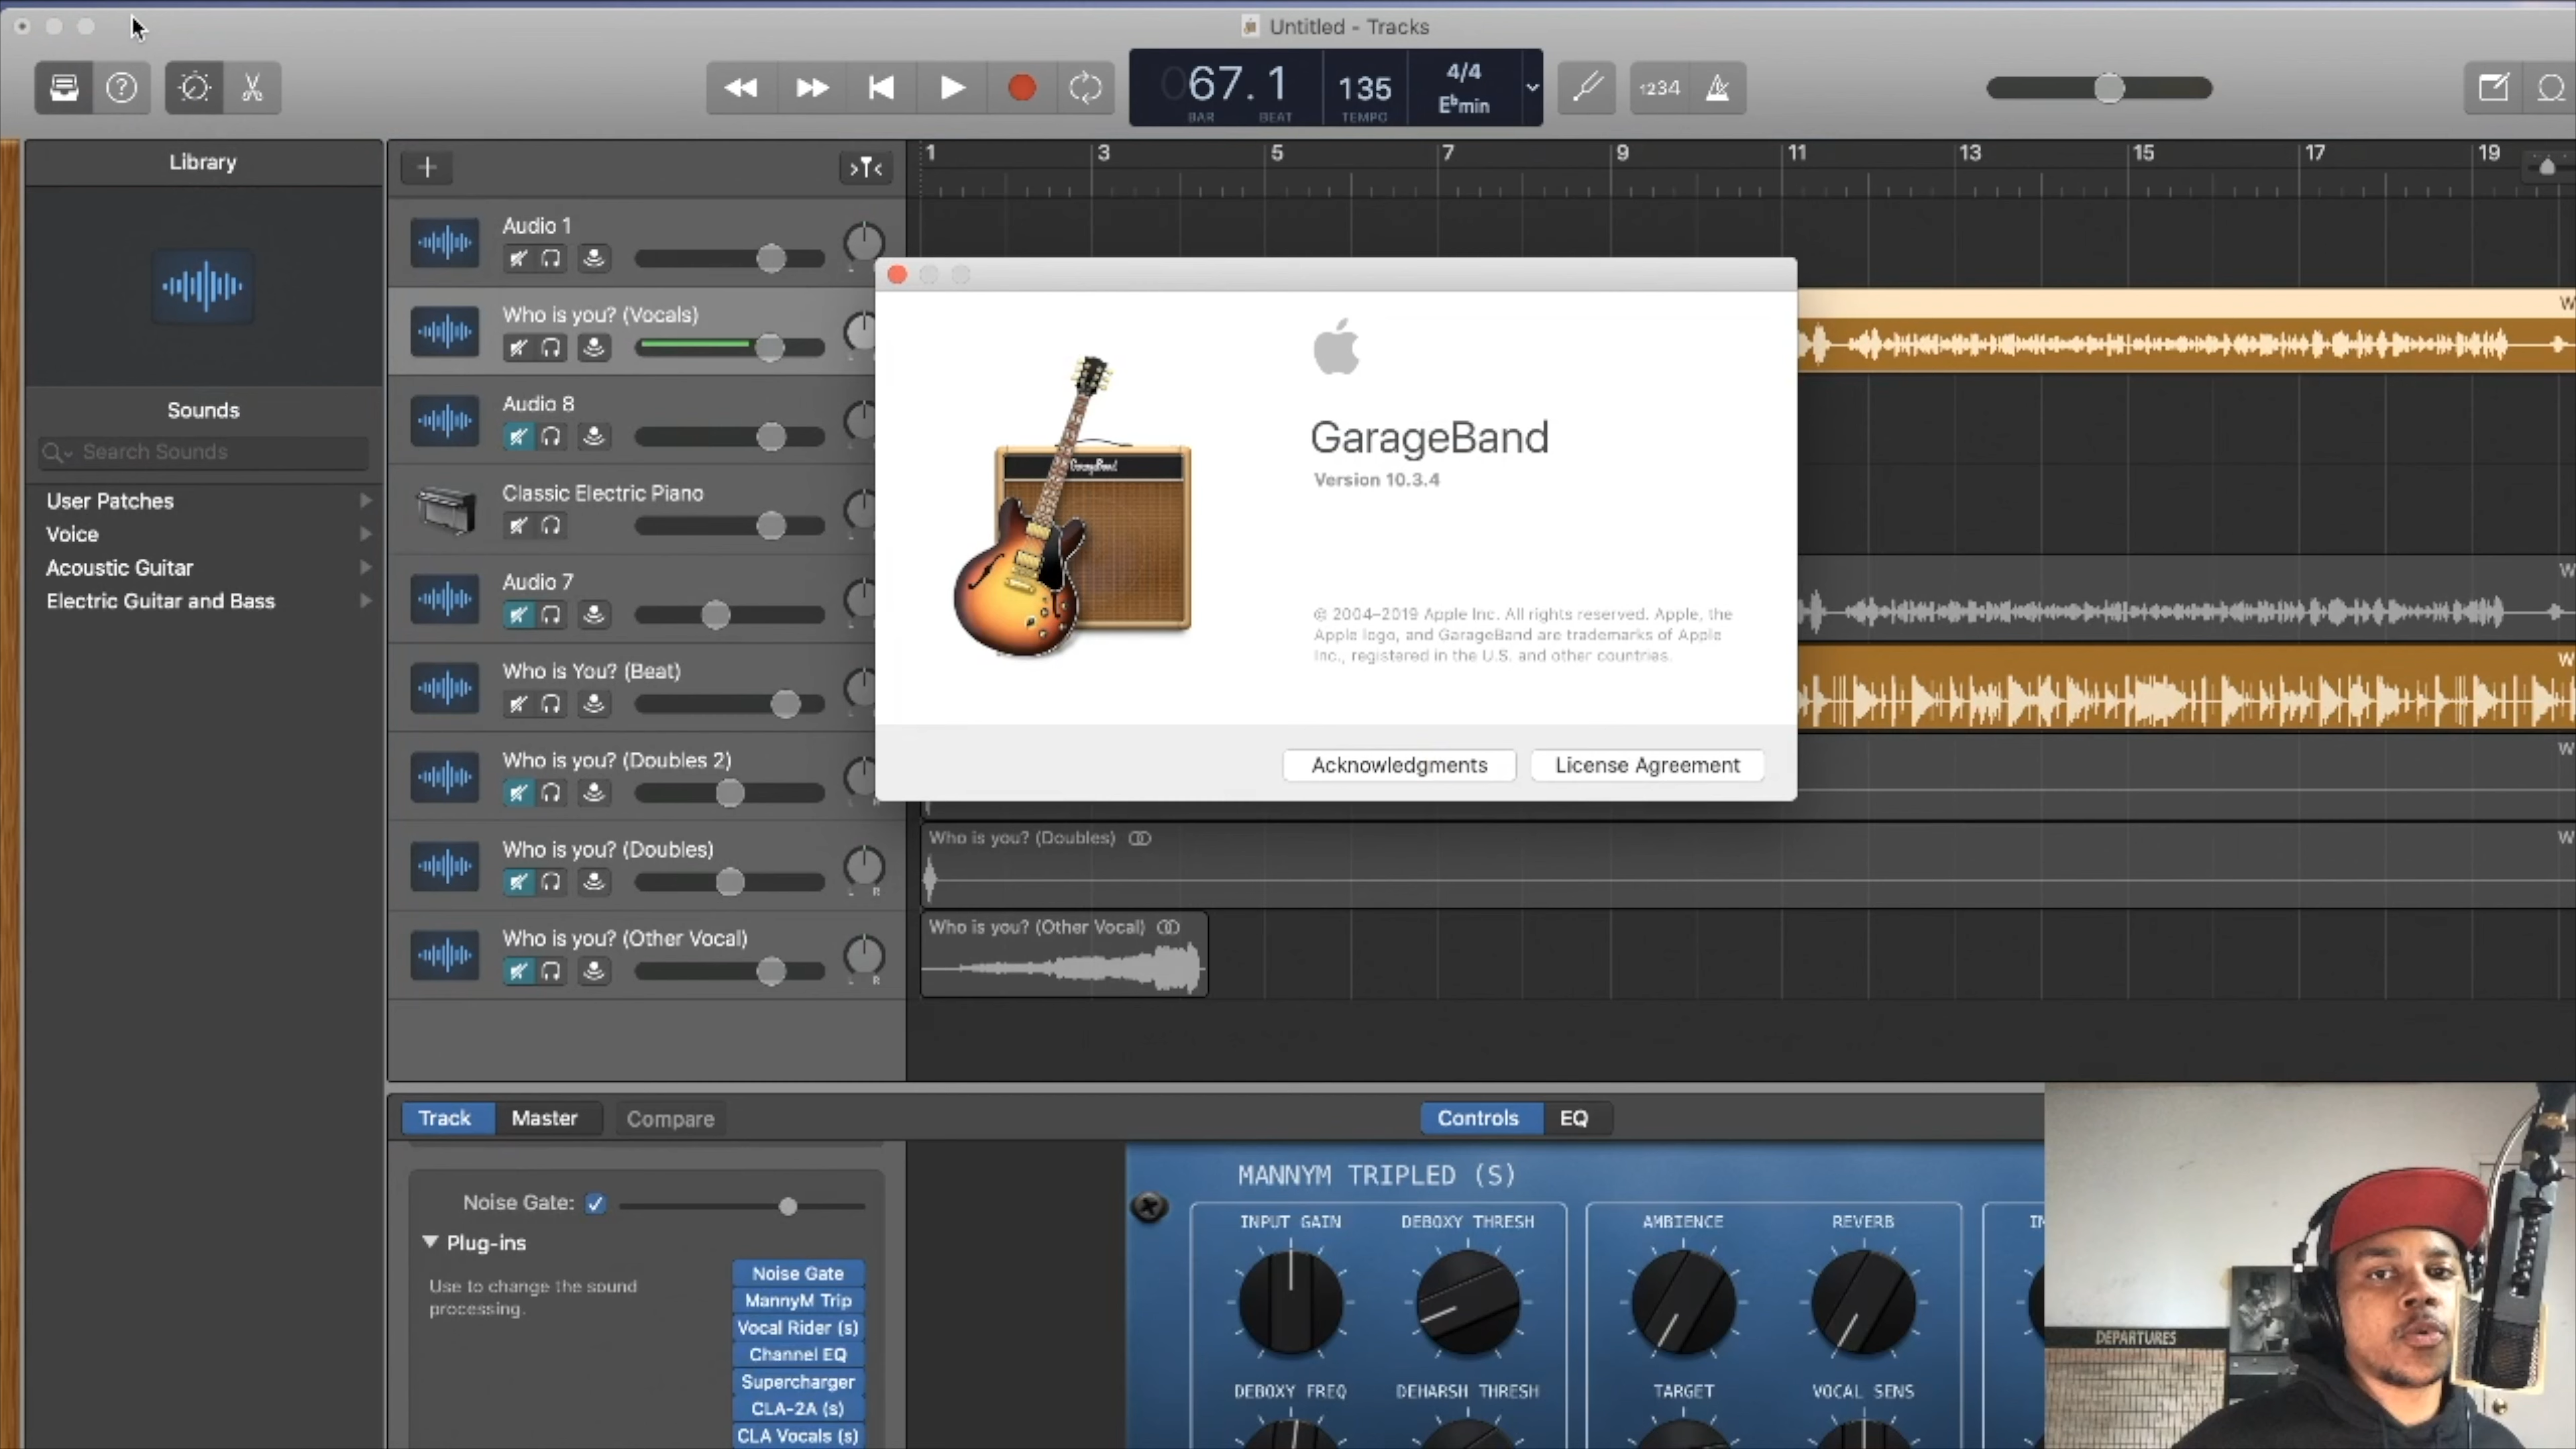 Untitled - Tracks
067.1
BAR BEAT
135
TEMPO
4/4
E♭min
1234
Library
1 3 5 7 9 11 13 15 17 19
Audio 1
Who is you? (Vocals)
Audio 8
Sounds
Search Sounds
User Patches
Voice
Acoustic Guitar
Electric Guitar and Bass
Classic Electric Piano
Audio 7
Who is You? (Beat)
Who is you? (Doubles 2)
Who is you? (Doubles)
Who is you? (Other Vocal)
GarageBand
GarageBand
Version 10.3.4
© 2004–2019 Apple Inc. All rights reserved. Apple, the
Apple logo, and GarageBand are trademarks of Apple
Inc., registered in the U.S. and other countries.
Acknowledgments
License Agreement
Who is you? (Doubles)
Who is you? (Other Vocal)
Track Master Compare
Controls EQ
Noise Gate:
Plug-ins
Use to change the sound
processing.
Noise Gate
MannyM Trip
Vocal Rider (s)
Channel EQ
Supercharger
CLA-2A (s)
CLA Vocals (s)
MANNYM TRIPLED (S)
INPUT GAIN DEBOXY THRESH AMBIENCE REVERB
DEBOXY FREQ DEHARSH THRESH TARGET VOCAL SENS
DEPARTURES